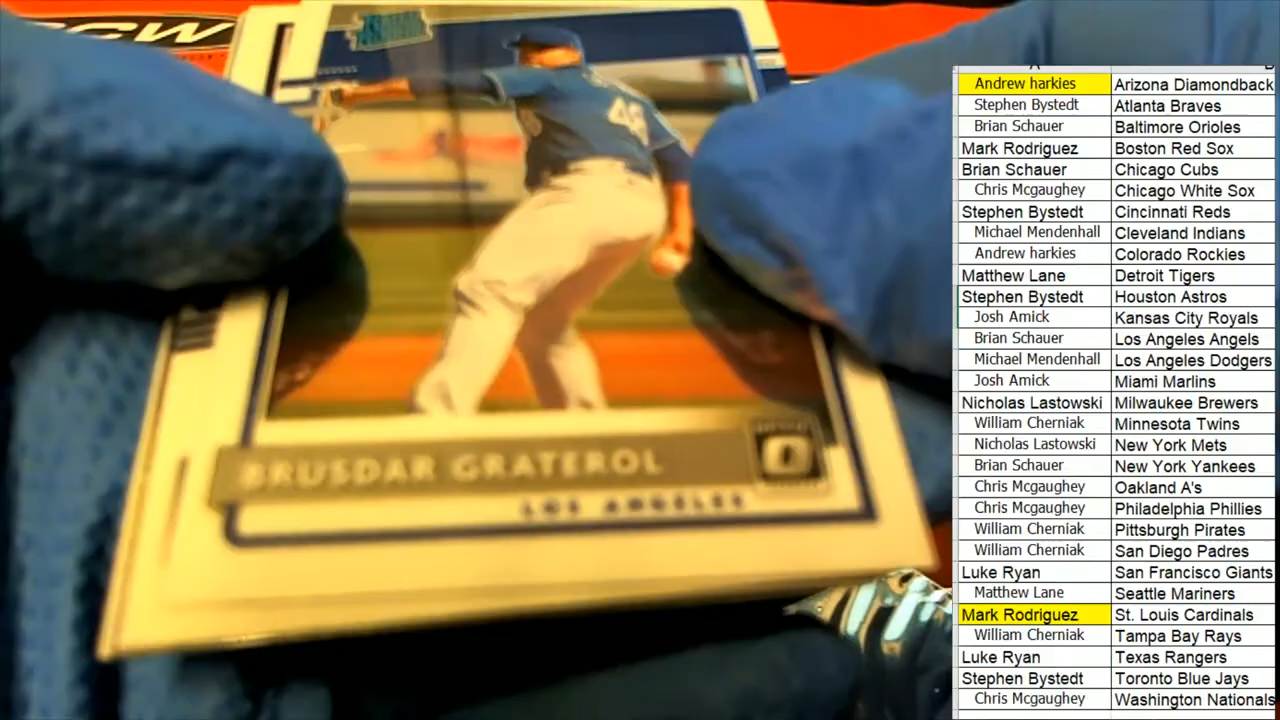 GW
48
BRUSDAR GRATEROL
LOS ANGELES
Andrew harkies Arizona Diamondback
Stephen Bystedt Atlanta Braves
Brian Schauer Baltimore Orioles
Mark Rodriguez Boston Red Sox
Brian Schauer Chicago Cubs
Chris Mcgaughey Chicago White Sox
Stephen Bystedt Cincinnati Reds
Michael Mendenhall Cleveland Indians
Andrew harkies Colorado Rockies
Matthew Lane Detroit Tigers
Stephen Bystedt Houston Astros
Josh Amick Kansas City Royals
Brian Schauer Los Angeles Angels
Michael Mendenhall Los Angeles Dodgers
Josh Amick Miami Marlins
Nicholas Lastowski Milwaukee Brewers
William Cherniak Minnesota Twins
Nicholas Lastowski New York Mets
Brian Schauer New York Yankees
Chris Mcgaughey Oakland A's
Chris Mcgaughey Philadelphia Phillies
William Cherniak Pittsburgh Pirates
William Cherniak San Diego Padres
Luke Ryan San Francisco Giants
Matthew Lane Seattle Mariners
Mark Rodriguez St. Louis Cardinals
William Cherniak Tampa Bay Rays
Luke Ryan Texas Rangers
Stephen Bystedt Toronto Blue Jays
Chris Mcgaughey Washington Nationals